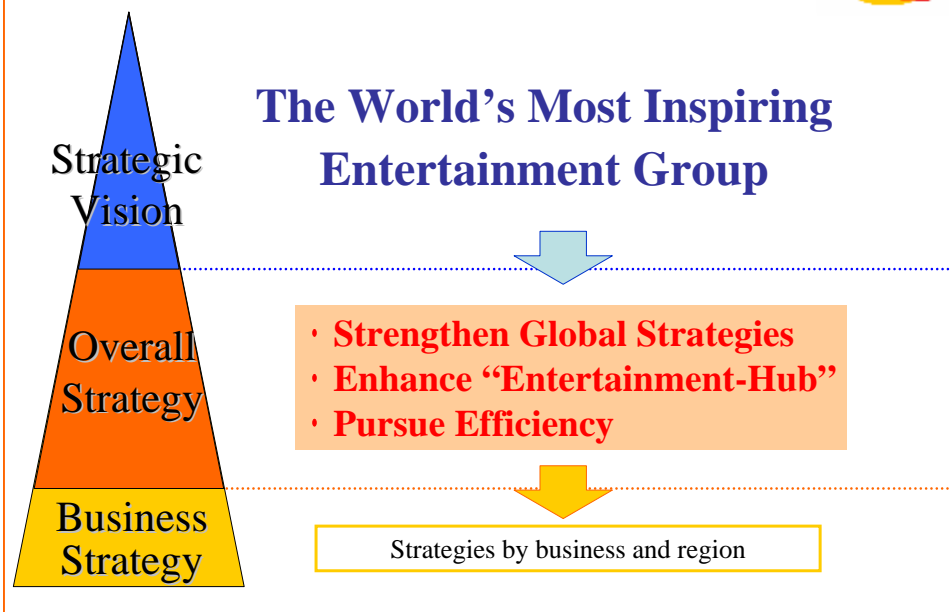 The World’s Most Inspiring
Entertainment Group
Strategic
Vision
Overall
Strategy
· Strengthen Global Strategies
· Enhance “Entertainment-Hub”
· Pursue Efficiency
Business
Strategy
Strategies by business and region